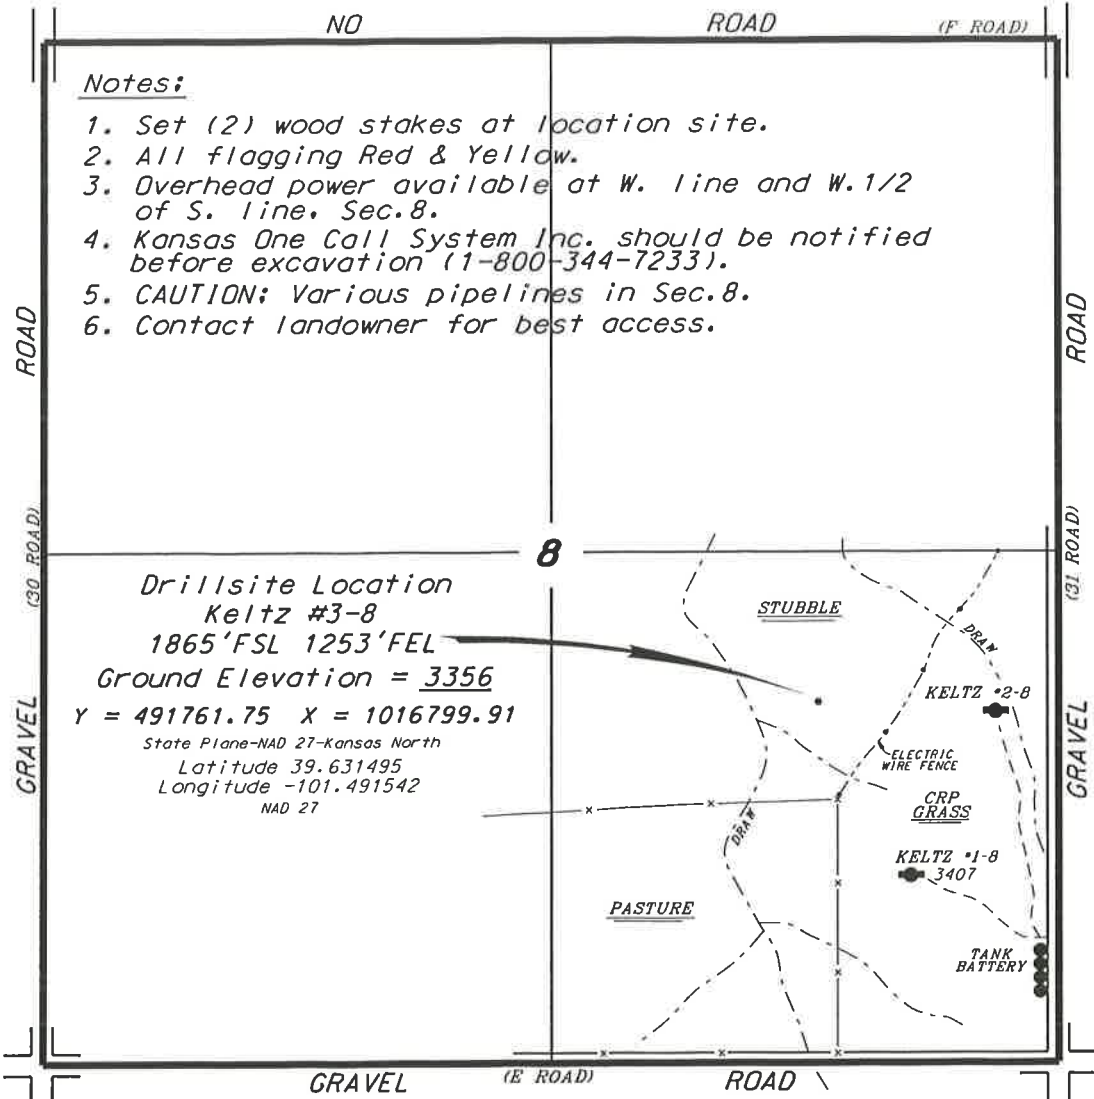 NO ROAD (F ROAD)
Notes:
1. Set (2) wood stakes at location site.
2. All flagging Red & Yellow.
3. Overhead power available at W. line and W.1/2
of S. line. Sec.8.
4. Kansas One Call System Inc. should be notified
before excavation (1-800-344-7233).
5. CAUTION: Various pipelines in Sec.8.
6. Contact landowner for best access.
ROAD
(30 ROAD)
GRAVEL
ROAD
(31 ROAD)
GRAVEL
8
Drillsite Location
Keltz #3-8
1865'FSL 1253'FEL
Ground Elevation = 3356
Y = 491761.75 X = 1016799.91
State Plane-NAD 27-Kansas North
Latitude 39.631495
Longitude -101.491542
NAD 27
STUBBLE
DRAW
KELTZ #2-8
ELECTRIC
WIRE FENCE
CRP
GRASS
DRAW
KELTZ #1-8
3407
PASTURE
TANK
BATTERY
GRAVEL (E ROAD) ROAD